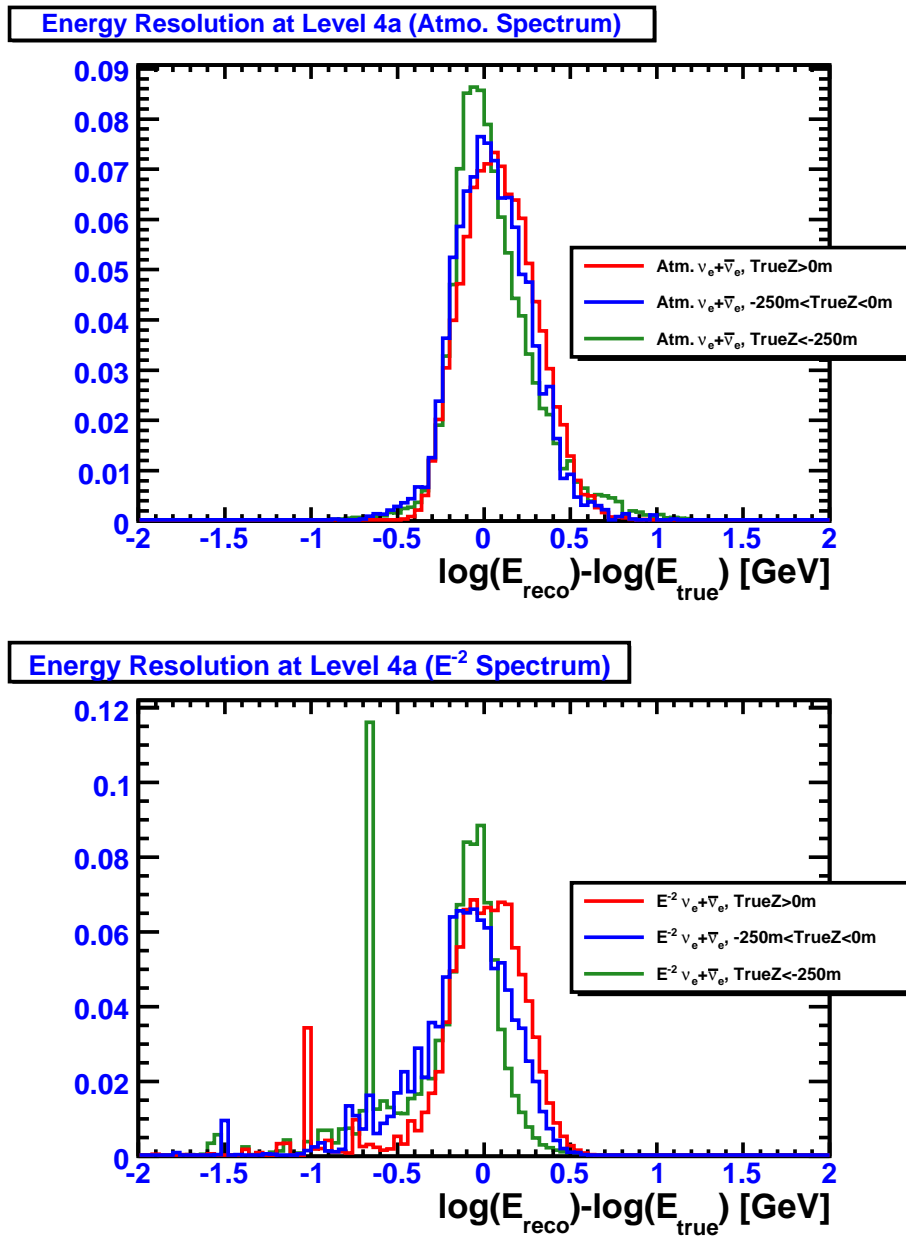 Energy Resolution at Level 4a (Atmo. Spectrum)
0.09
0.08
0.07
0.06
0.05
0.04
0.03
0.02
0.01
0
Atm. νe+ν̅e, TrueZ>0m
Atm. νe+ν̅e, -250m<TrueZ<0m
Atm. νe+ν̅e, TrueZ<-250m
-2 -1.5 -1 -0.5 0 0.5 1 1.5 2
log(Ereco)-log(Etrue) [GeV]
Energy Resolution at Level 4a (E-2 Spectrum)
0.12
0.1
0.08
0.06
0.04
0.02
0
E-2 νe+ν̅e, TrueZ>0m
E-2 νe+ν̅e, -250m<TrueZ<0m
E-2 νe+ν̅e, TrueZ<-250m
-2 -1.5 -1 -0.5 0 0.5 1 1.5 2
log(Ereco)-log(Etrue) [GeV]